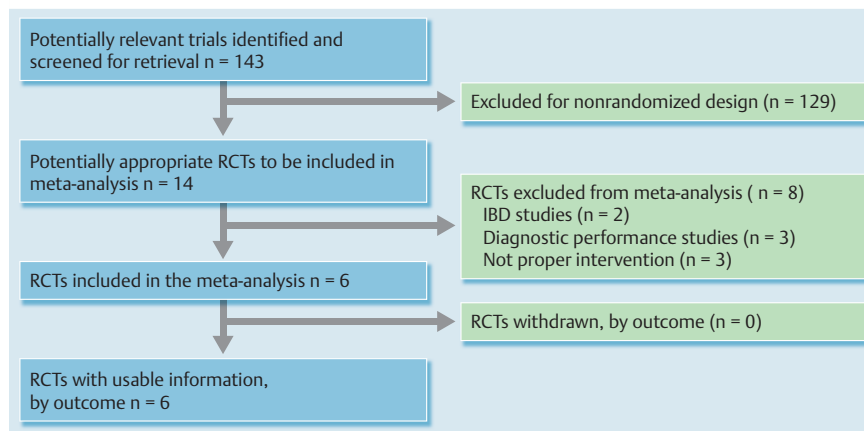 Potentially relevant trials identified and
screened for retrieval n = 143
Excluded for nonrandomized design (n = 129)
Potentially appropriate RCTs to be included in
meta-analysis n = 14
RCTs excluded from meta-analysis ( n = 8)
IBD studies (n = 2)
Diagnostic performance studies (n = 3)
Not proper intervention (n = 3)
RCTs included in the meta-analysis n = 6
RCTs withdrawn, by outcome (n = 0)
RCTs with usable information,
by outcome n = 6